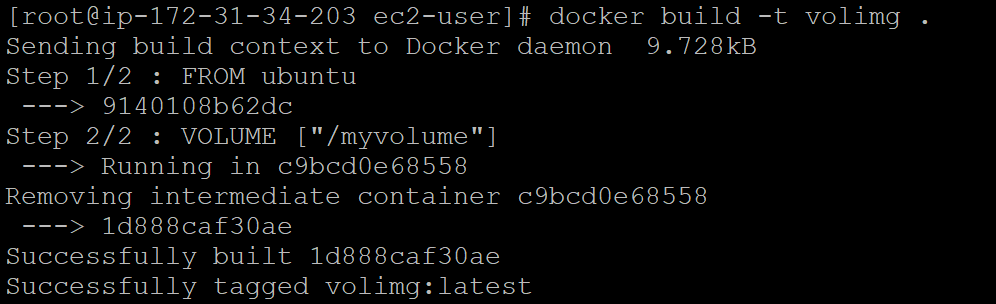 [root@ip-172-31-34-203 ec2-user]# docker build -t volimg .
Sending build context to Docker daemon  9.728kB
Step 1/2 : FROM ubuntu
 ---> 9140108b62dc
Step 2/2 : VOLUME ["/myvolume"]
 ---> Running in c9bcd0e68558
Removing intermediate container c9bcd0e68558
 ---> 1d888caf30ae
Successfully built 1d888caf30ae
Successfully tagged volimg:latest